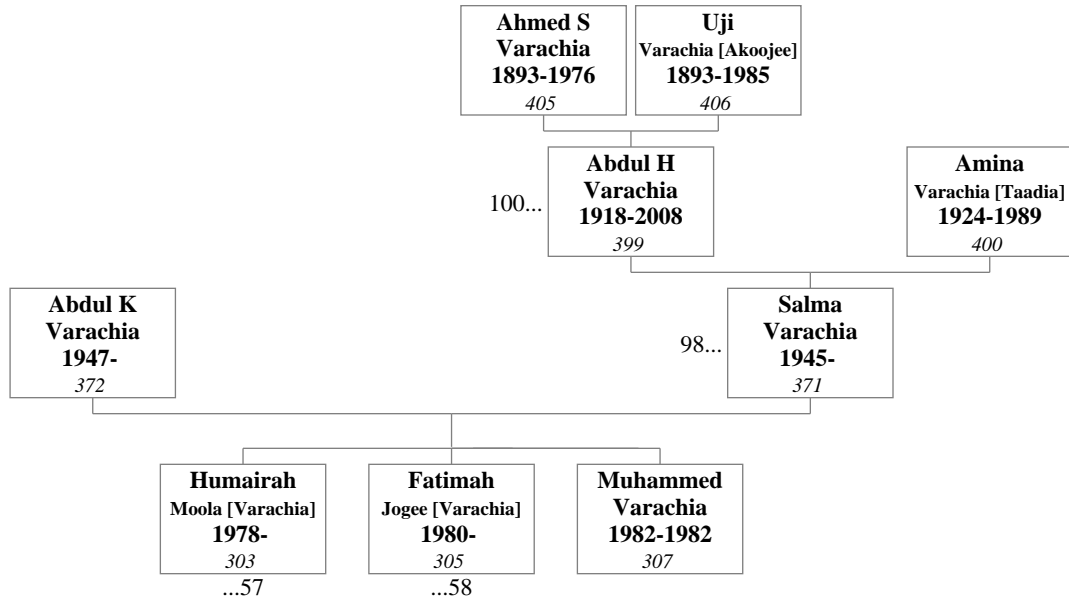 Ahmed S
Varachia
1893-1976
405
Uji
Varachia [Akoojee]
1893-1985
406
100...
Abdul H
Varachia
1918-2008
399
Amina
Varachia [Taadia]
1924-1989
400
Abdul K
Varachia
1947-
372
98...
Salma
Varachia
1945-
371
Humairah
Moola [Varachia]
1978-
303
...57
Fatimah
Jogee [Varachia]
1980-
305
...58
Muhammed
Varachia
1982-1982
307